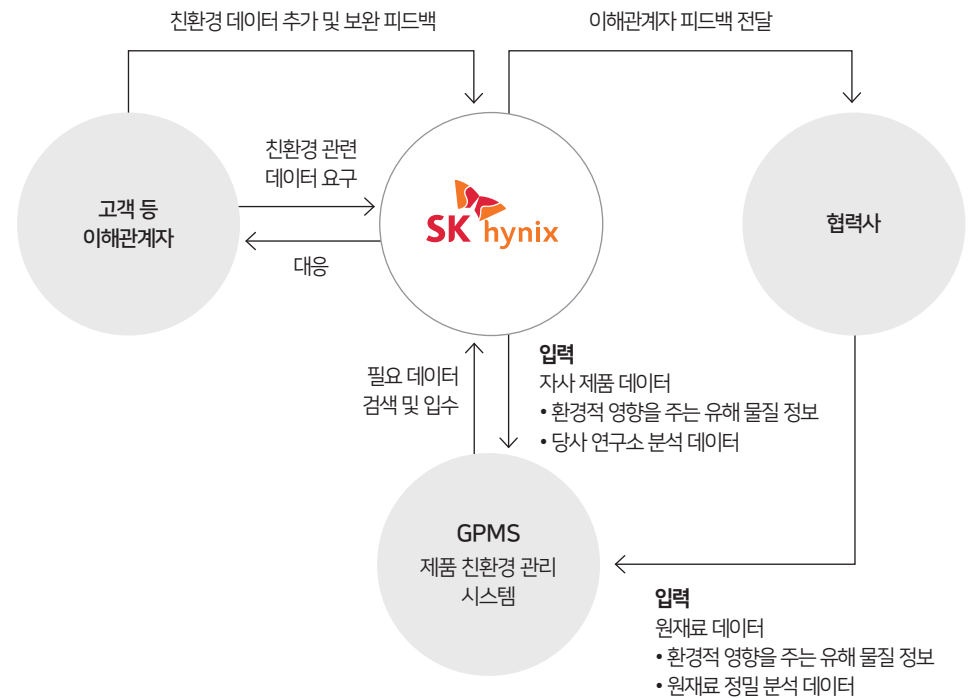 친환경 데이터 추가 및 보완 피드백
이해관계자 피드백 전달
친환경 관련
데이터 요구
고객 등
이해관계자
SK hynix
협력사
대응
필요 데이터
검색 및 입수
입력
자사 제품 데이터
• 환경적 영향을 주는 유해 물질 정보
• 당사 연구소 분석 데이터
GPMS
제품 친환경 관리
시스템
입력
원재료 데이터
• 환경적 영향을 주는 유해 물질 정보
• 원재료 정밀 분석 데이터